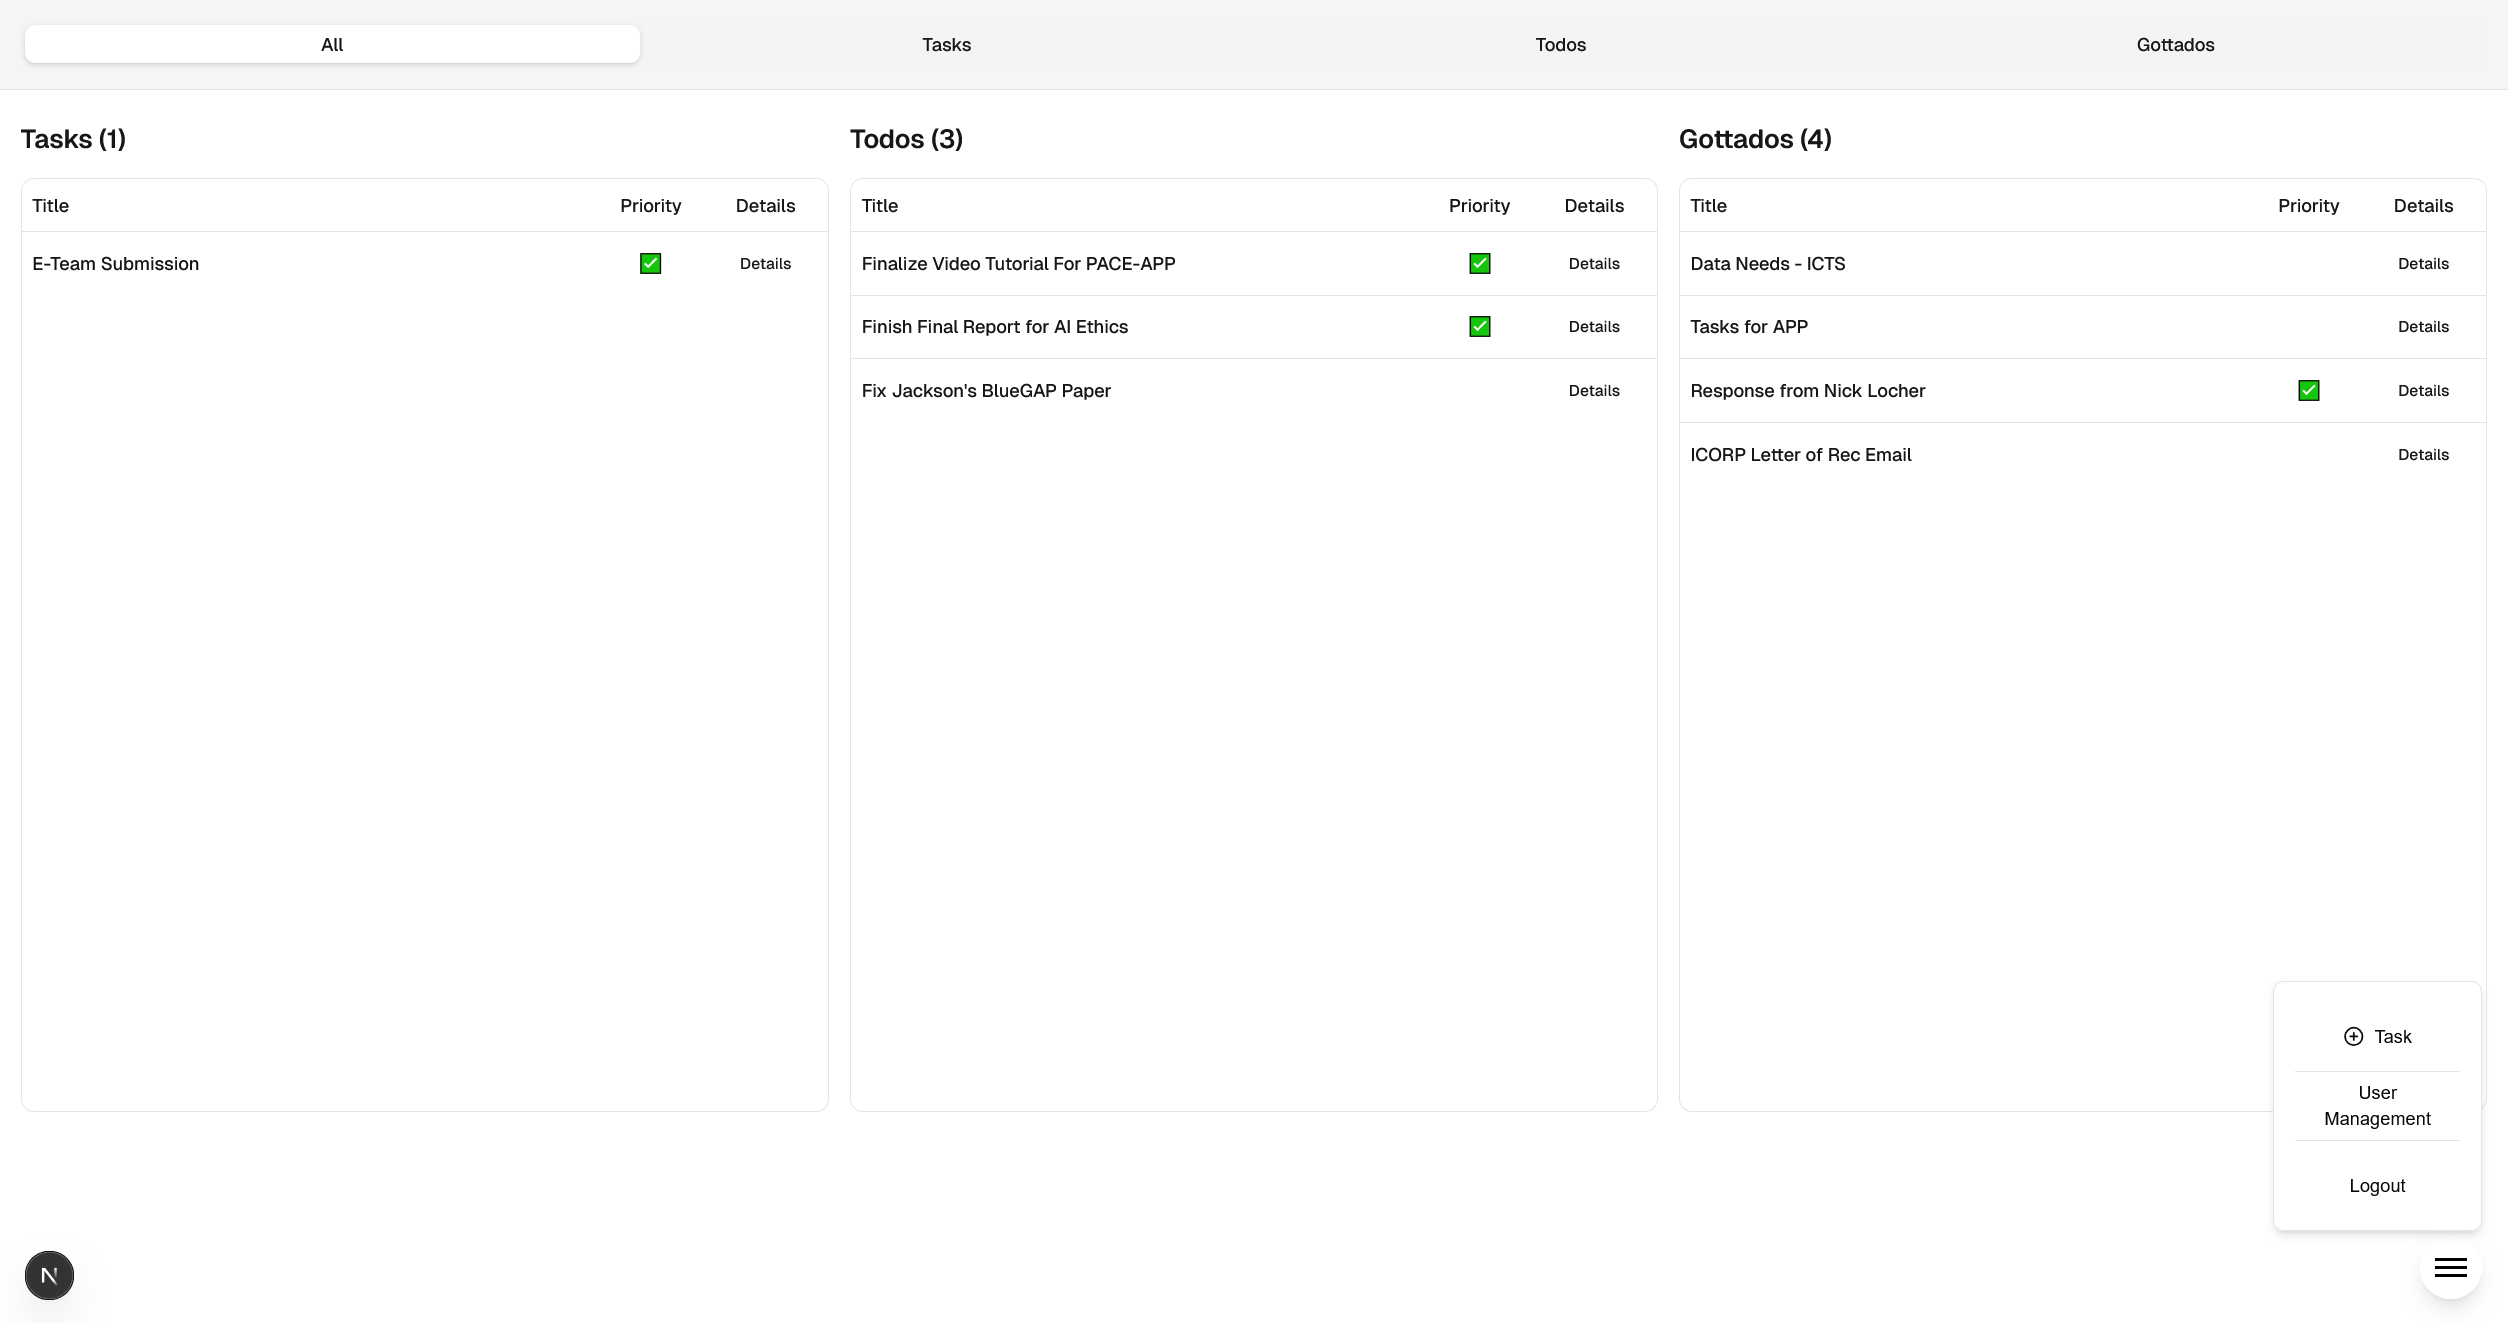 All Tasks Todos Gottados
Tasks (1)
Title Priority Details
E-Team Submission Details
Todos (3)
Title Priority Details
Finalize Video Tutorial For PACE-APP Details
Finish Final Report for AI Ethics Details
Fix Jackson's BlueGAP Paper Details
Gottados (4)
Title Priority Details
Data Needs - ICTS Details
Tasks for APP Details
Response from Nick Locher Details
ICORP Letter of Rec Email Details
Task
User
Management
Logout
N